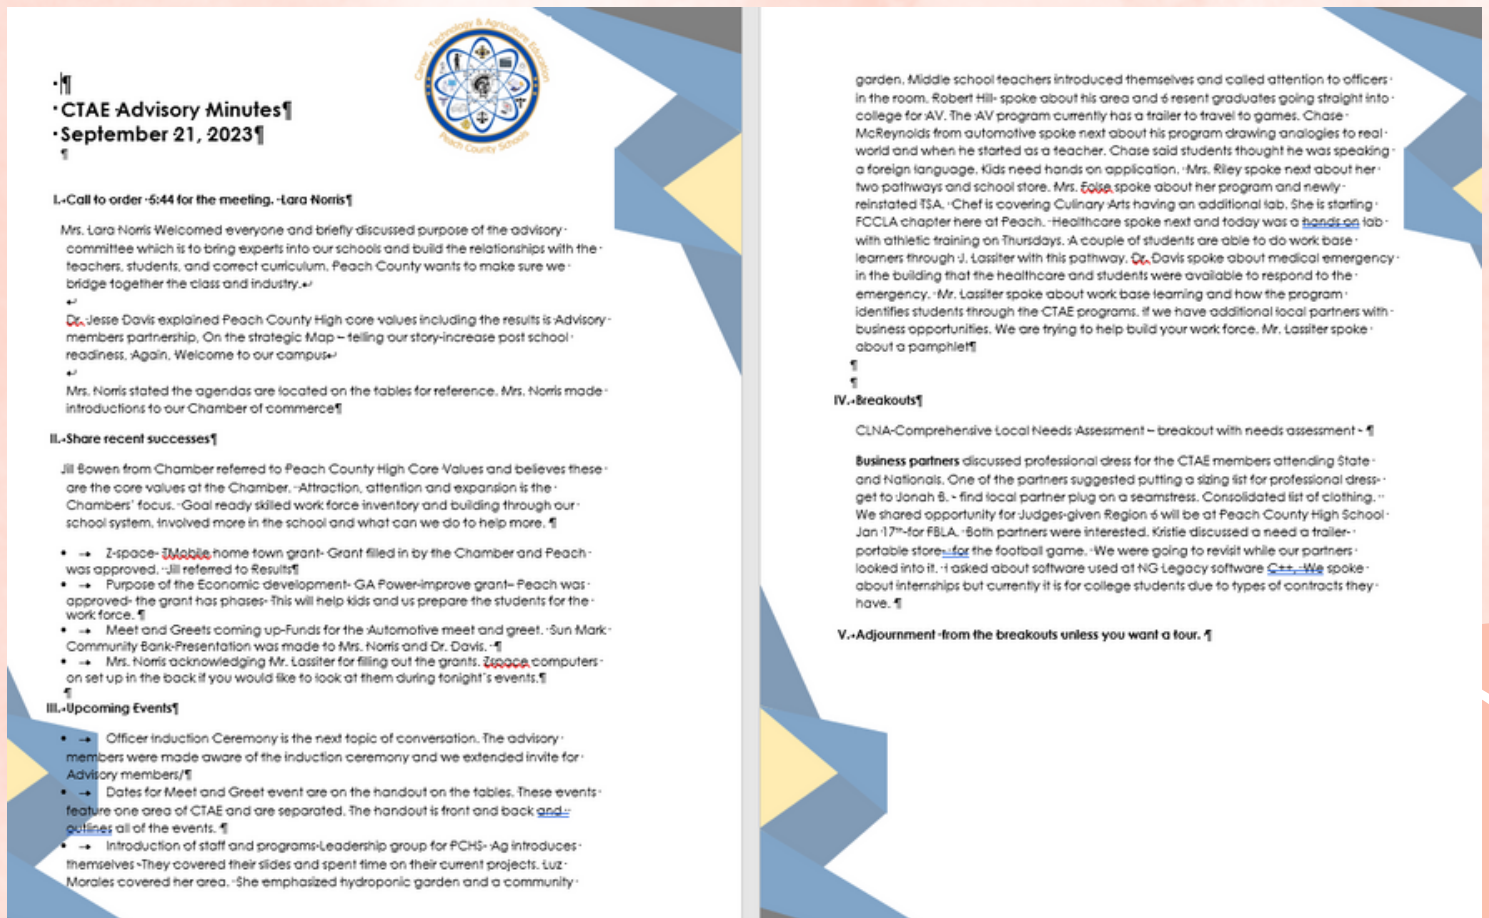 Career, Technology & Agriculture Education
Peach County Schools
CTAE Advisory Minutes
September 21, 2023
I. Call to order -5:44 for the meeting. -Lara Norris
Mrs. Lara Norris Welcomed everyone and briefly discussed purpose of the advisory
committee which is to bring experts into our schools and build the relationships with the
teachers, students, and correct curriculum. Peach County wants to make sure we
bridge together the class and industry.
Dr. Jesse Davis explained Peach County High core values including the results is Advisory
members partnership, On the strategic Map – telling our story-increase post school
readiness, Again, Welcome to our campus
Mrs. Norris stated the agendas are located on the tables for reference. Mrs. Norris made
introductions to our Chamber of commerce
II. Share recent successes
Jill Bowen from Chamber referred to Peach County High Core Values and believes these
are the core values at the Chamber. Attraction, attention and expansion is the
Chambers' focus. Goal ready skilled work force inventory and building through our
school system. Involved more in the school and what can we do to help more.
• Z-space- TMobile home town grant- Grant filled in by the Chamber and Peach
was approved. Jill referred to Results
• Purpose of the Economic development- GA Power-Improve grant– Peach was
approved- the grant has phases- This will help kids and us prepare the students for the
work force.
• Meet and Greets coming up-Funds for the Automotive meet and greet. Sun Mark
Community Bank-Presentation was made to Mrs. Norris and Dr. Davis.
• Mrs. Norris acknowledging Mr. Lassiter for filling out the grants. Zspace computers
on set up in the back if you would like to look at them during tonight's events.
III. Upcoming Events
• Officer Induction Ceremony is the next topic of conversation. The advisory
members were made aware of the induction ceremony and we extended invite for
Advisory members/
• Dates for Meet and Greet event are on the handout on the tables. These events
feature one area of CTAE and are separated. The handout is front and back and
outlines all of the events.
• Introduction of staff and programs-Leadership group for PCHS- Ag introduces
themselves -They covered their slides and spent time on their current projects. Luz
Morales covered her area. She emphasized hydroponic garden and a community
garden. Middle school teachers introduced themselves and called attention to officers
in the room. Robert Hill- spoke about his area and 6 resent graduates going straight into
college for AV. The AV program currently has a trailer to travel to games. Chase
McReynolds from automotive spoke next about his program drawing analogies to real
world and when he started as a teacher. Chase said students thought he was speaking
a foreign language. Kids need hands on application. Mrs. Riley spoke next about her
two pathways and school store. Mrs. Eoise spoke about her program and newly
reinstated TSA. Chef is covering Culinary Arts having an additional lab. She is starting
FCCLA chapter here at Peach. Healthcare spoke next and today was a hands on lab
with athletic training on Thursdays. A couple of students are able to do work base
learners through J. Lassiter with this pathway. Dr. Davis spoke about medical emergency
in the building that the healthcare and students were available to respond to the
emergency. Mr. Lassiter spoke about work base learning and how the program
identifies students through the CTAE programs. If we have additional local partners with
business opportunities. We are trying to help build your work force. Mr. Lassiter spoke
about a pamphlet
IV. Breakouts
CLNA-Comprehensive Local Needs Assessment – breakout with needs assessment -
Business partners discussed professional dress for the CTAE members attending State
and Nationals. One of the partners suggested putting a sizing list for professional dress-
get to Jonah B. - find local partner plug on a seamstress. Consolidated list of clothing.
We shared opportunity for Judges-given Region 6 will be at Peach County High School
Jan 17th-for FBLA. Both partners were interested. Kristie discussed a need a trailer-
portable store- for the football game. We were going to revisit while our partners
looked into it. I asked about software used at NG Legacy software C++, We spoke
about internships but currently it is for college students due to types of contracts they
have.
V. Adjournment -from the breakouts unless you want a tour.